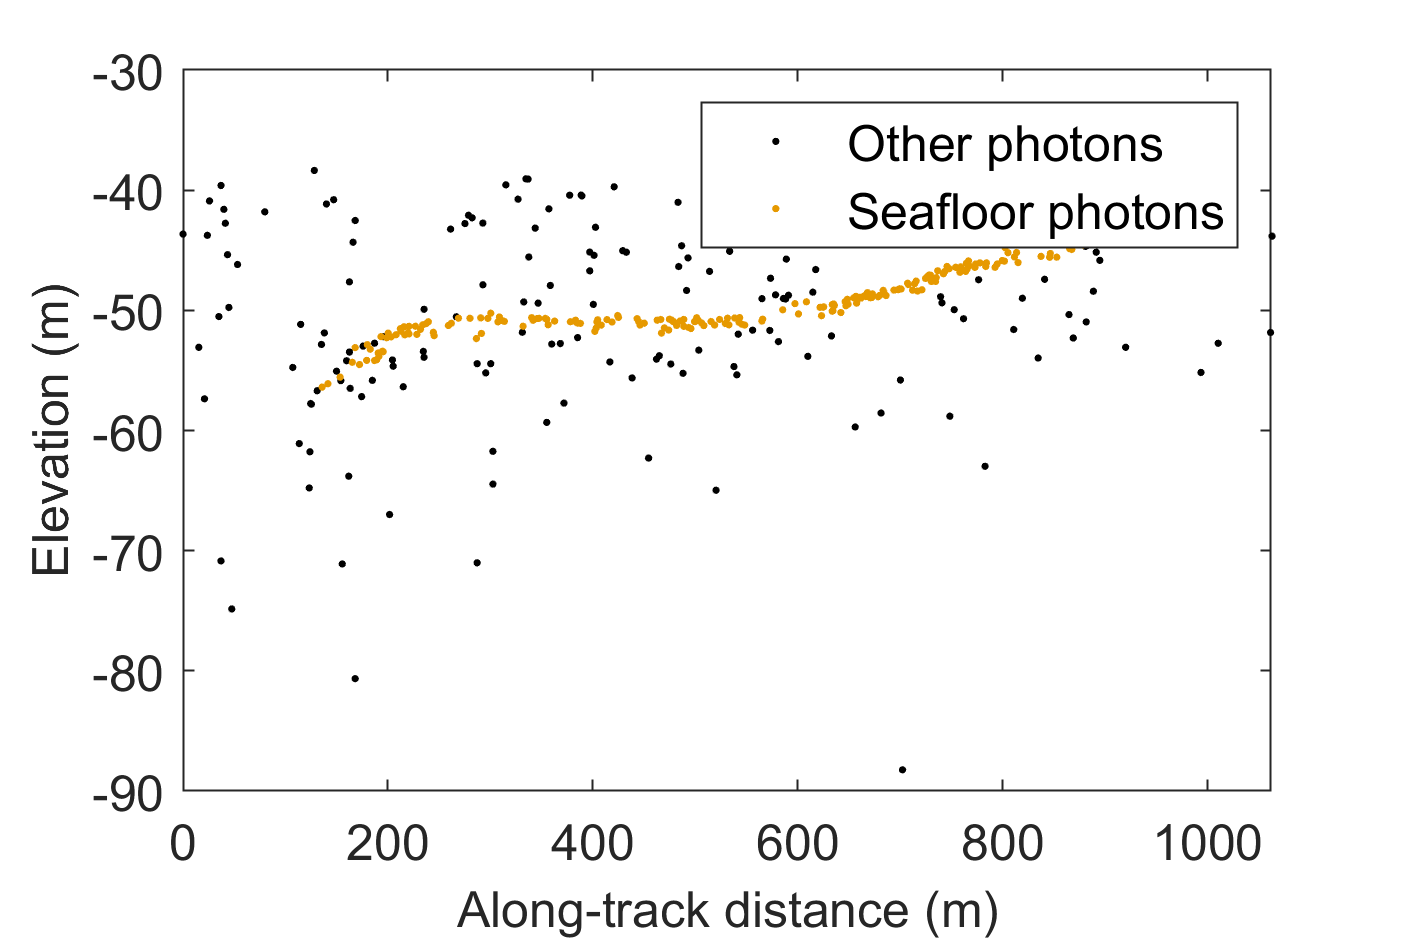 -30
-40
-50
-60
-70
-80
-90
Elevation (m)
Other photons
Seafloor photons
0 200 400 600 800 1000
Along-track distance (m)